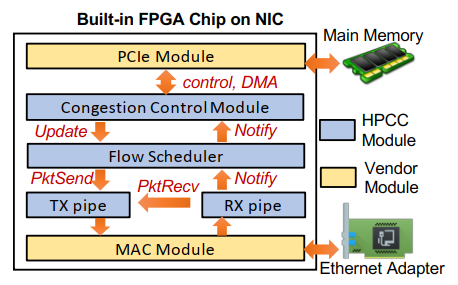 Built-in FPGA Chip on NIC
PCIe Module
Main Memory
control, DMA
Congestion Control Module
Update
Notify
HPCC
Module
Flow Scheduler
PktSend
PktRecv
Notify
Vendor
Module
TX pipe
RX pipe
MAC Module
Ethernet Adapter